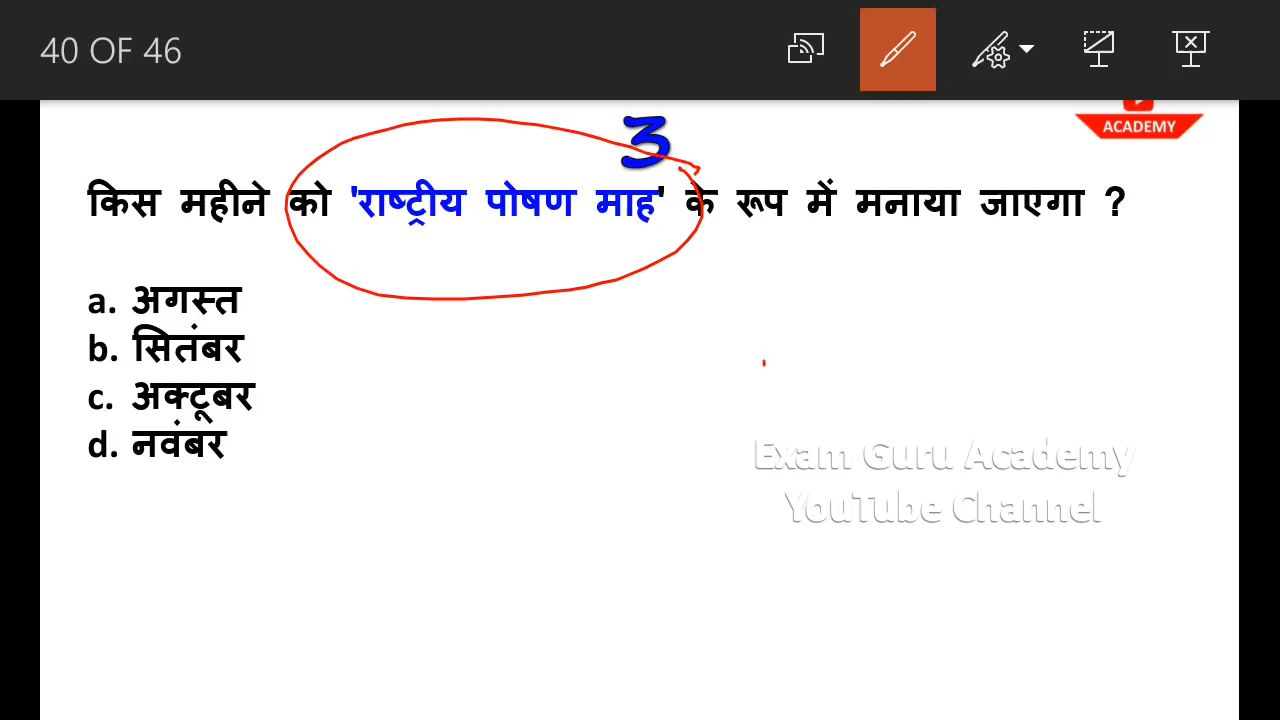 40 OF 46
ACADEMY
3
किस महीने को 'राष्ट्रीय पोषण माह' के रूप में मनाया जाएगा ?
a. अगस्त
b. सितंबर
c. अक्टूबर
d. नवंबर
Exam Guru Academy
YouTube Channel